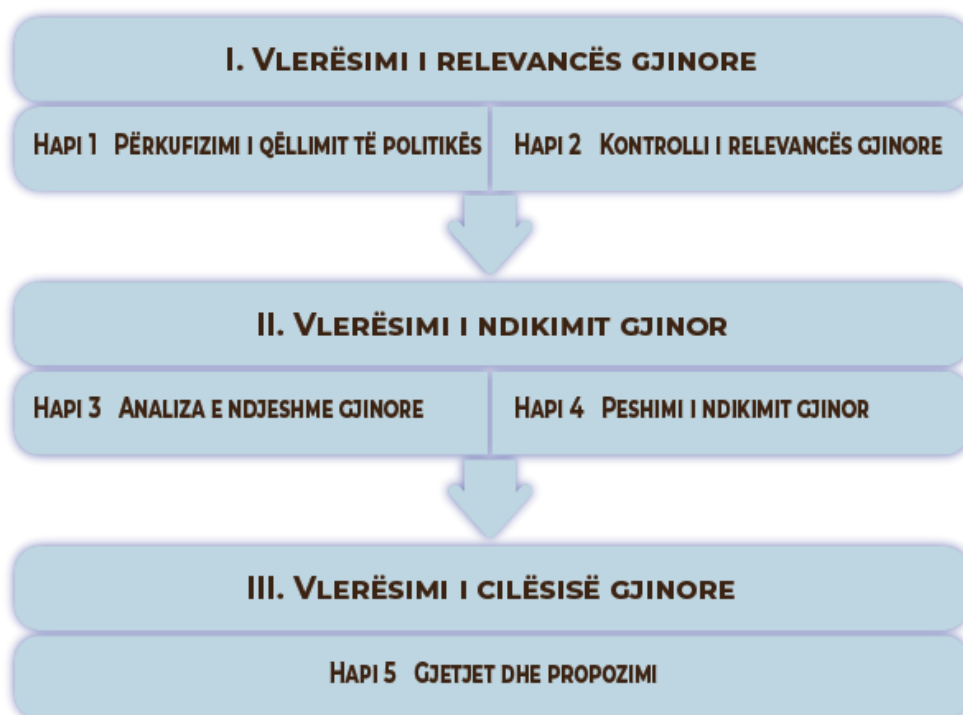 I. Vlerësimi i relevancës gjinore
Hapi 1 Përkufizimi i qëllimit të politikës
Hapi 2 Kontrolli i relevancës gjinore
II. Vlerësimi i ndikimit gjinor
Hapi 3 Analiza e ndjeshme gjinore
Hapi 4 Peshimi i ndikimit gjinor
III. Vlerësimi i cilësisë gjinore
Hapi 5 Gjetjet dhe propozimi